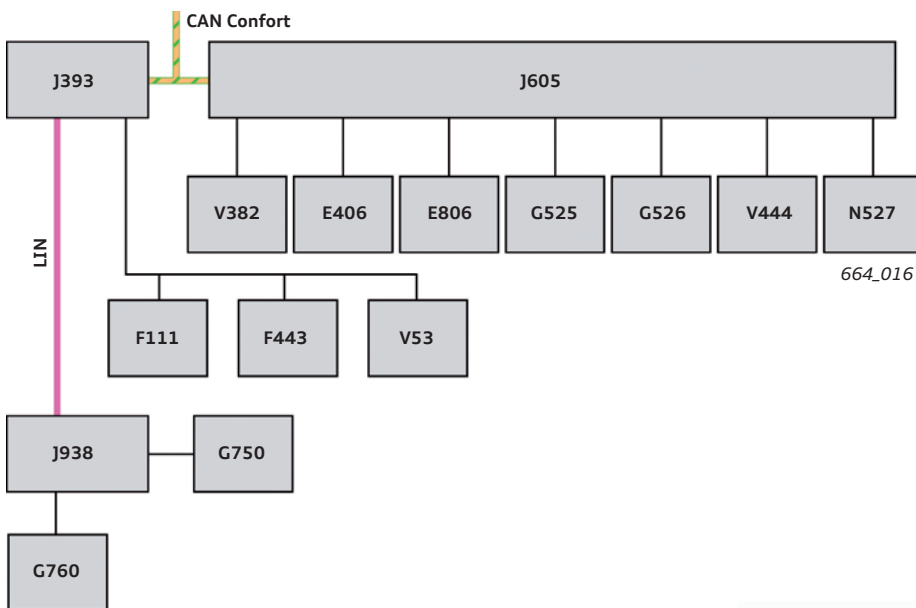 CAN Confort
J393
J605
V382
E406
E806
G525
G526
V444
N527
LIN
664_016
F111
F443
V53
J938
G750
G760